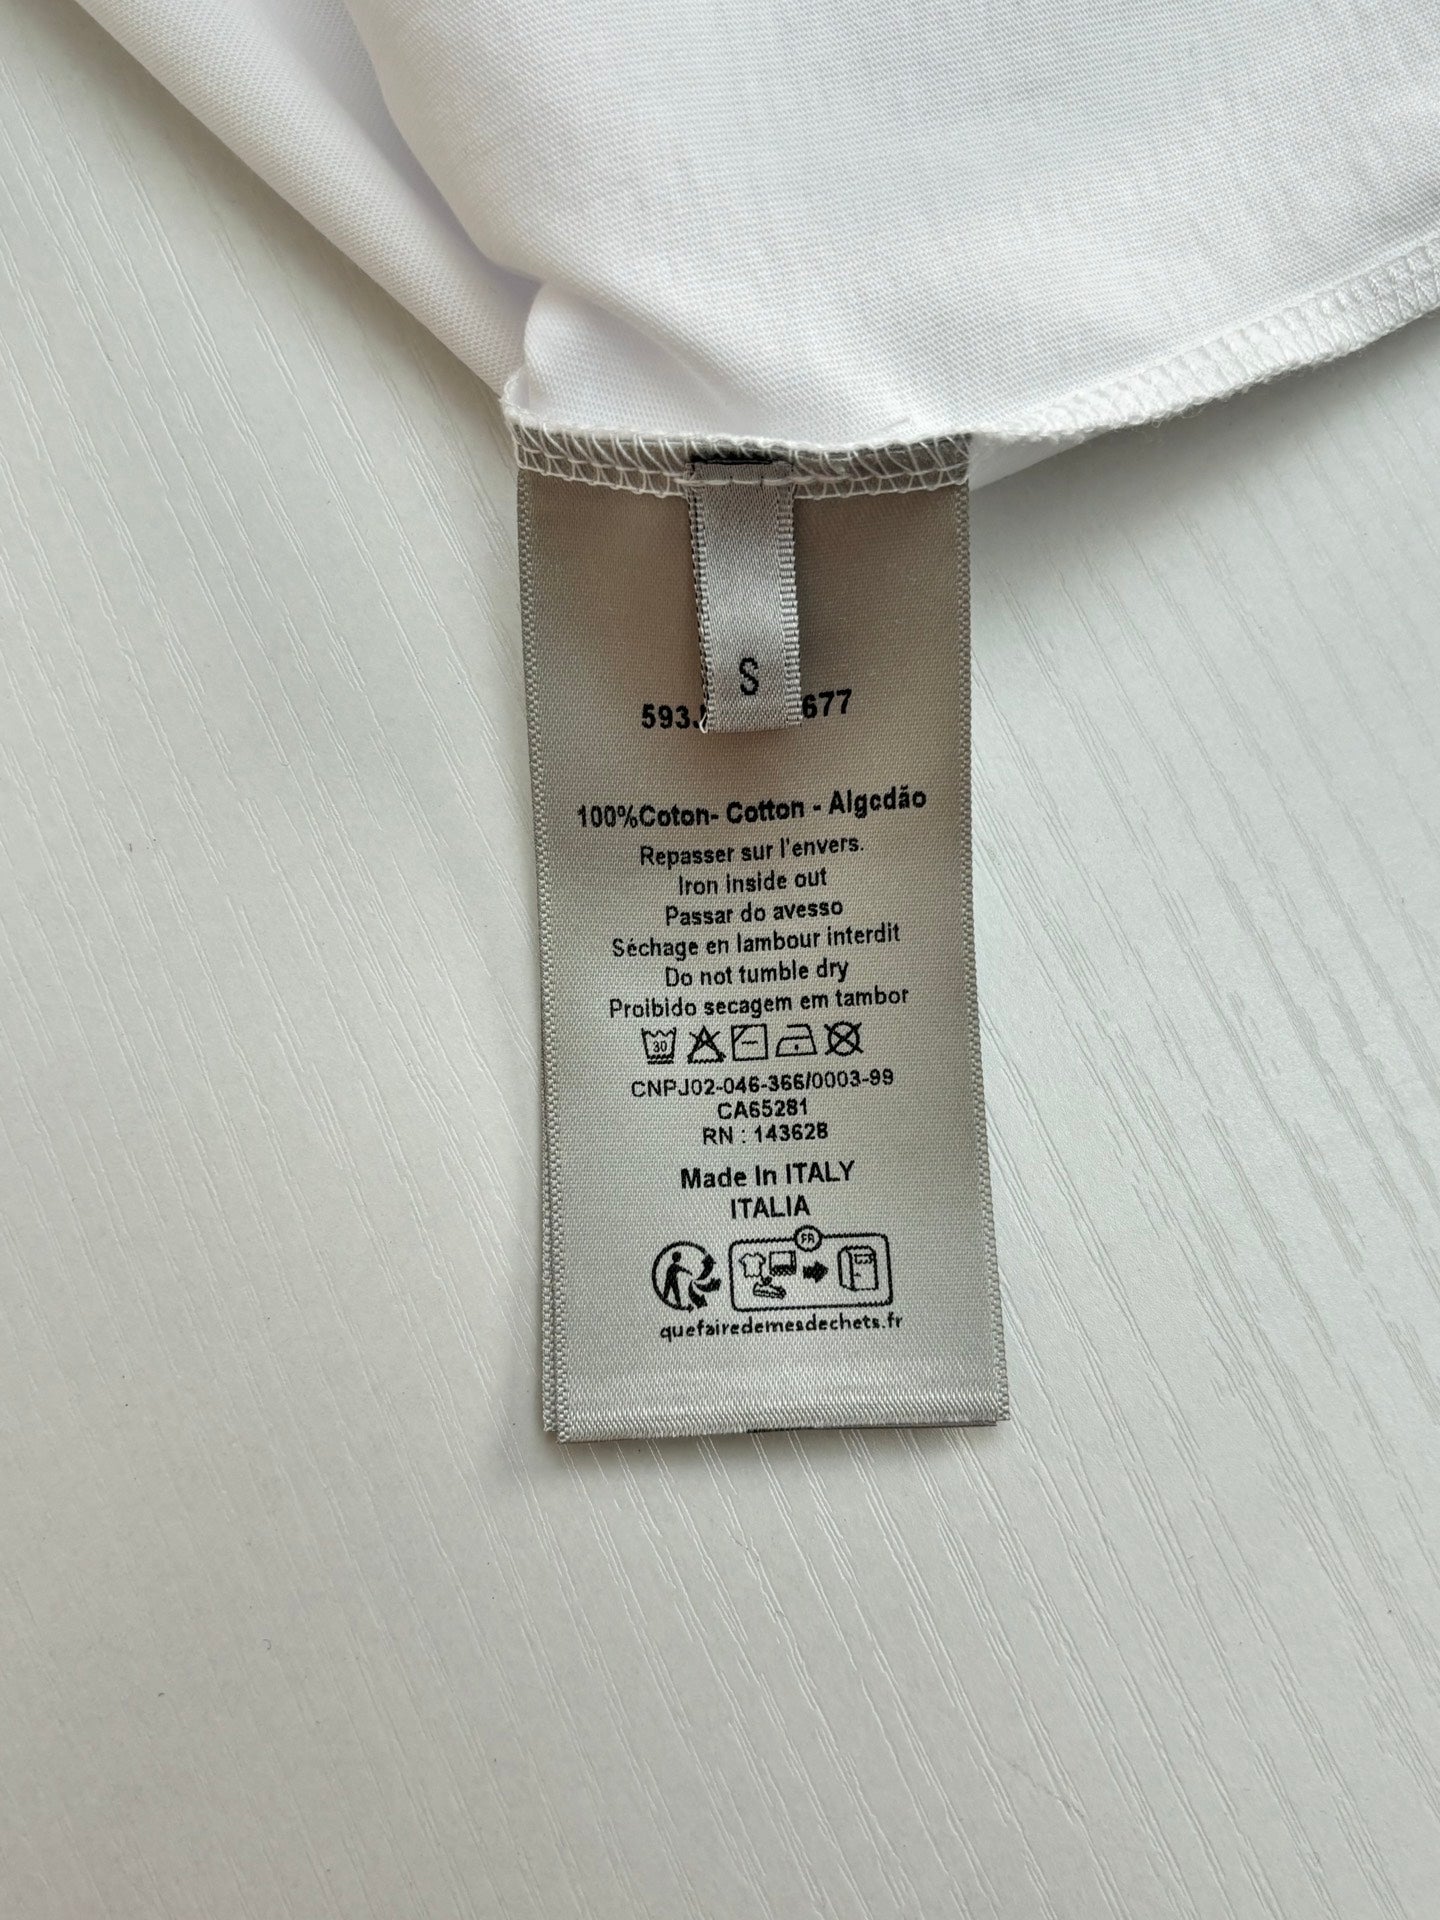 S
593J 677
100%Coton- Cotton - Algcdão
Repasser sur l'envers.
Iron inside out
Passar do avesso
Séchage en lambour interdit
Do not tumble dry
Proibido secagem em tambor
30
CNPJ02-046-366/0003-99
CA65281
RN : 143628
Made In ITALY
ITALIA
FR
quefairedemesdechets.fr